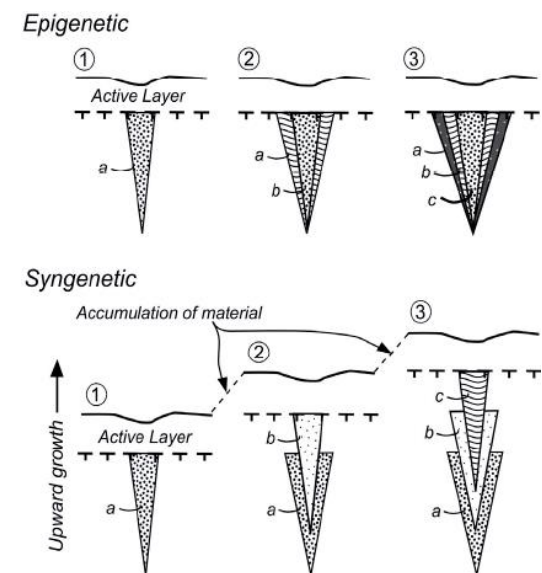 Epigenetic
① ② ③
Active Layer
a
a
b
a
b
c
Syngenetic
Accumulation of material
③
②
①
Active Layer
Upward growth
a
b
a
c
b
a